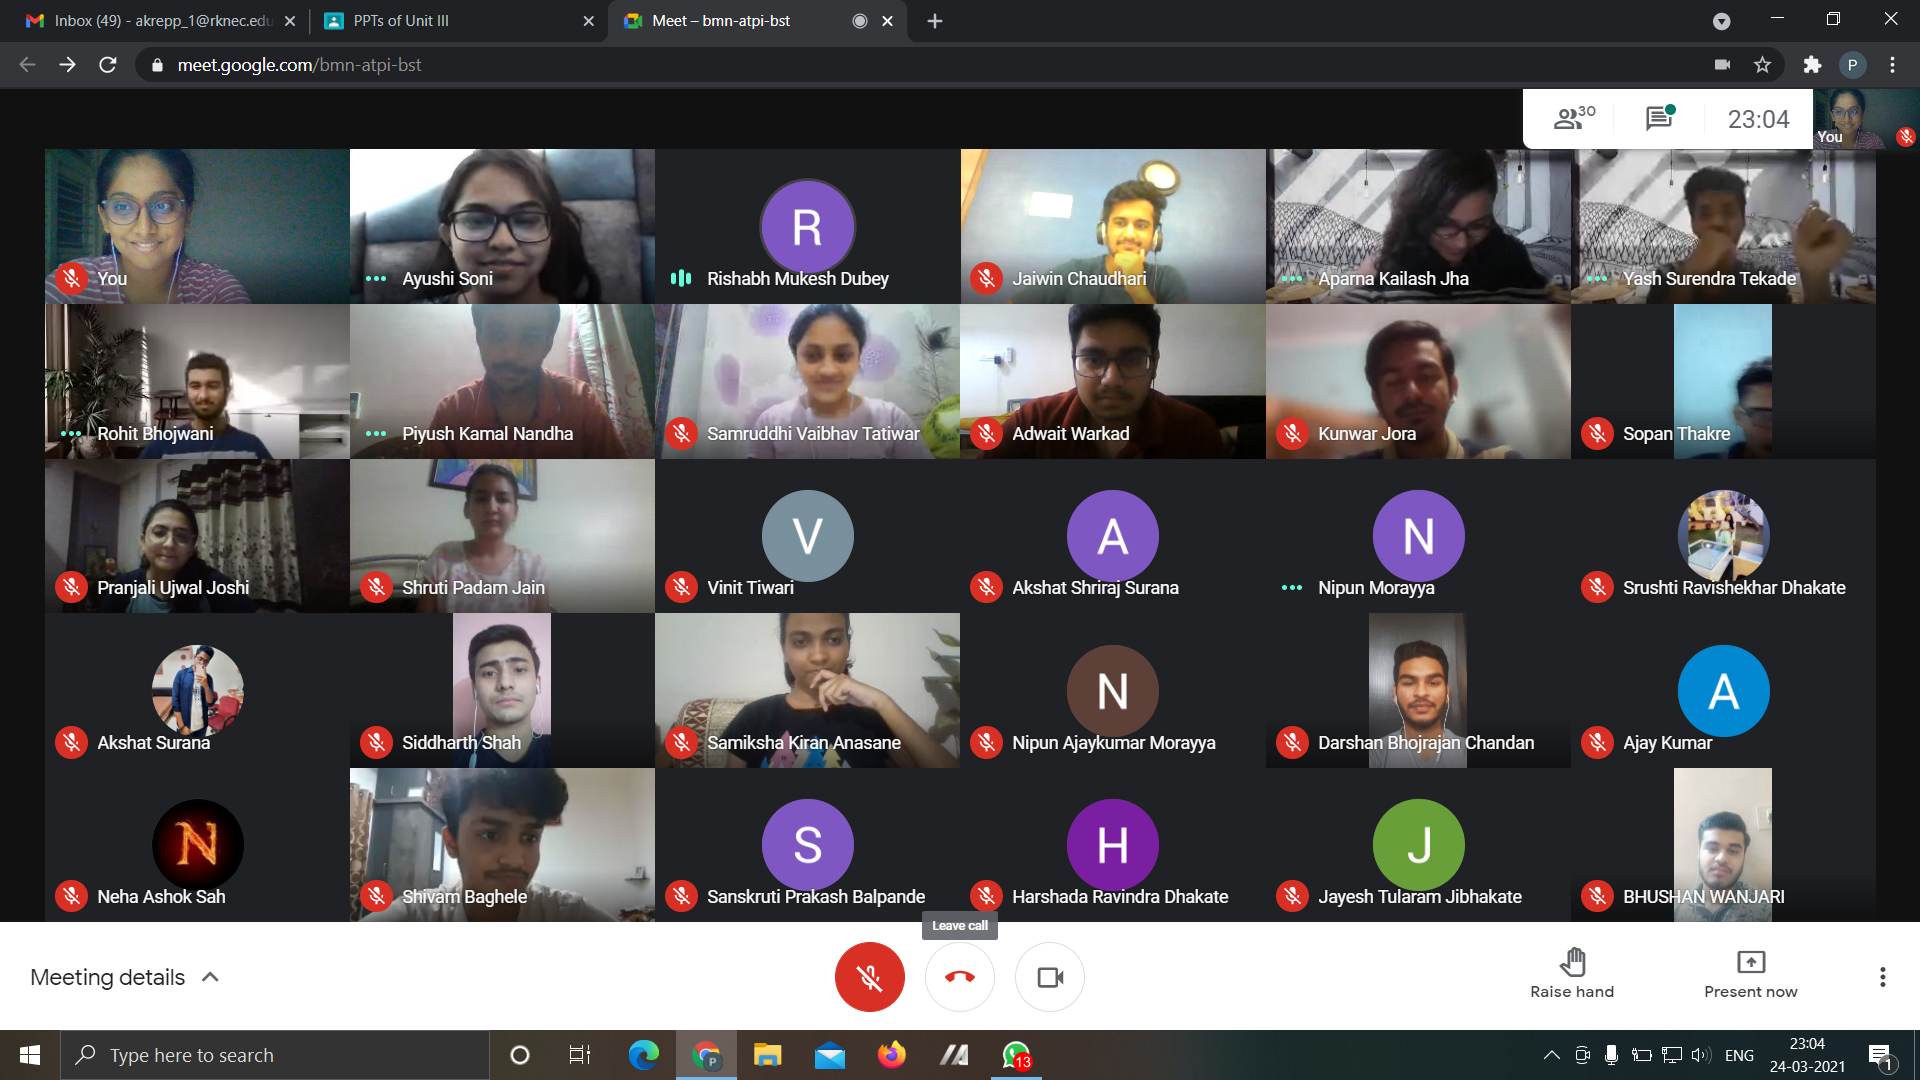 Inbox (49) - akrepp_1@rknec.edu
PPTs of Unit III
Meet – bmn-atpi-bst
meet.google.com/bmn-atpi-bst
P
30
23:04
You
You
Ayushi Soni
R
Rishabh Mukesh Dubey
Jaiwin Chaudhari
Aparna Kailash Jha
Yash Surendra Tekade
Rohit Bhojwani
Piyush Kamal Nandha
Samruddhi Vaibhav Tatiwar
Adwait Warkad
Kunwar Jora
Sopan Thakre
Pranjali Ujwal Joshi
Shruti Padam Jain
V
Vinit Tiwari
A
Akshat Shriraj Surana
N
Nipun Morayya
Srushti Ravishekhar Dhakate
Akshat Surana
Siddharth Shah
Samiksha Kiran Anasane
N
Nipun Ajaykumar Morayya
Darshan Bhojrajan Chandan
A
Ajay Kumar
N
Neha Ashok Sah
Shivam Baghele
S
Sanskruti Prakash Balpande
H
Harshada Ravindra Dhakate
J
Jayesh Tularam Jibhakate
BHUSHAN WANJARI
Leave call
Meeting details
Raise hand
Present now
Type here to search
P
13
ENG
23:04
24-03-2021
1